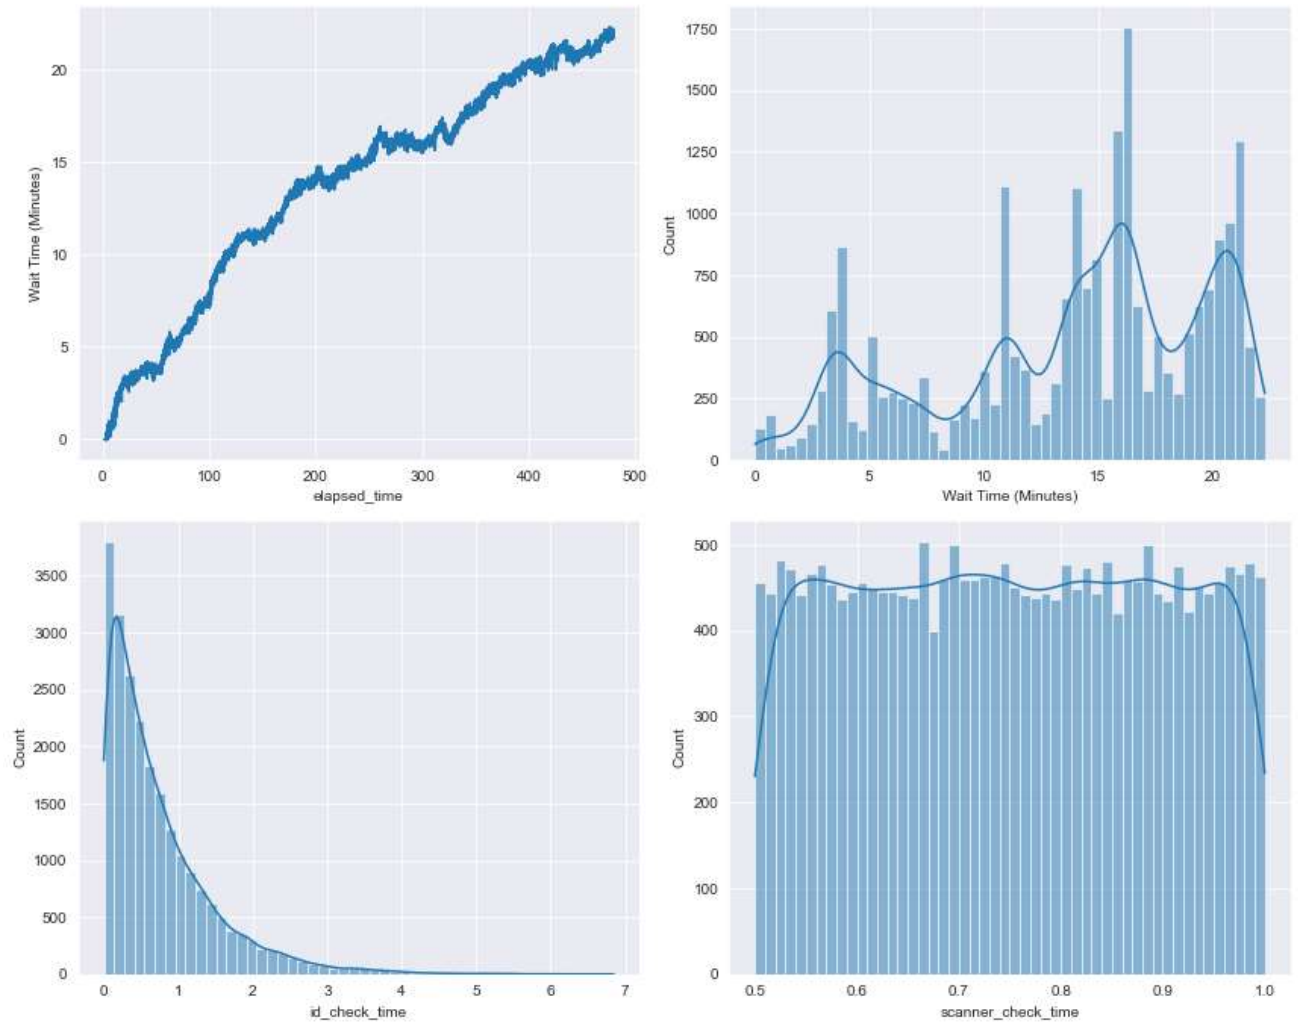 20
15
10
5
0
Wait Time (Minutes)
0 100 200 300 400 500
elapsed_time
1750
1500
1250
1000
750
500
250
0
Count
0 5 10 15 20
Wait Time (Minutes)
3500
3000
2500
2000
1500
1000
500
0
Count
0 1 2 3 4 5 6 7
id_check_time
500
400
300
200
100
0
Count
0.5 0.6 0.7 0.8 0.9 1.0
scanner_check_time